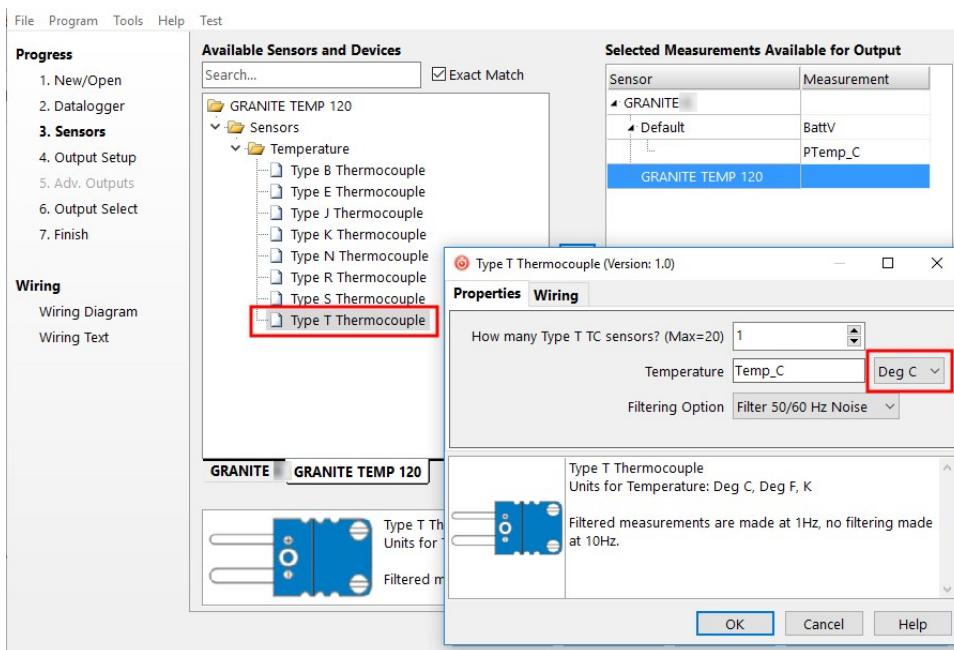 File Program Tools Help Test
Progress
1. New/Open
2. Datalogger
3. Sensors
4. Output Setup
5. Adv. Outputs
6. Output Select
7. Finish
Wiring
Wiring Diagram
Wiring Text
Available Sensors and Devices
Search...
Exact Match
GRANITE TEMP 120
Sensors
Temperature
Type B Thermocouple
Type E Thermocouple
Type J Thermocouple
Type K Thermocouple
Type N Thermocouple
Type R Thermocouple
Type S Thermocouple
Type T Thermocouple
GRANITE GRANITE TEMP 120
Type T Th
Units for
Filtered m
Selected Measurements Available for Output
Sensor Measurement
GRANITE
Default BattV
PTemp_C
GRANITE TEMP 120
Type T Thermocouple (Version: 1.0)
Properties Wiring
How many Type T TC sensors? (Max=20) 1
Temperature Temp_C Deg C
Filtering Option Filter 50/60 Hz Noise
Type T Thermocouple
Units for Temperature: Deg C, Deg F, K
Filtered measurements are made at 1Hz, no filtering made
at 10Hz.
OK Cancel Help